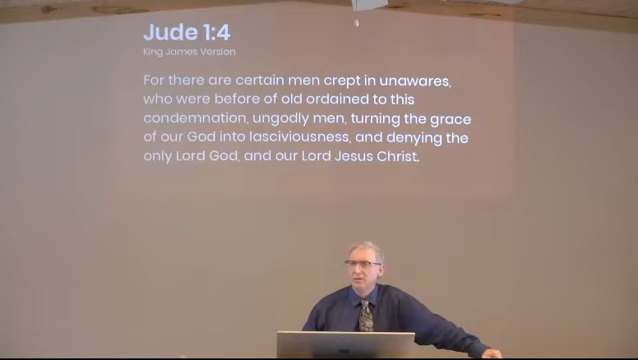 Jude 1:4
King James Version
For there are certain men crept in unawares,
who were before of old ordained to this
condemnation, ungodly men, turning the grace
of our God into lasciviousness, and denying the
only Lord God, and our Lord Jesus Christ.